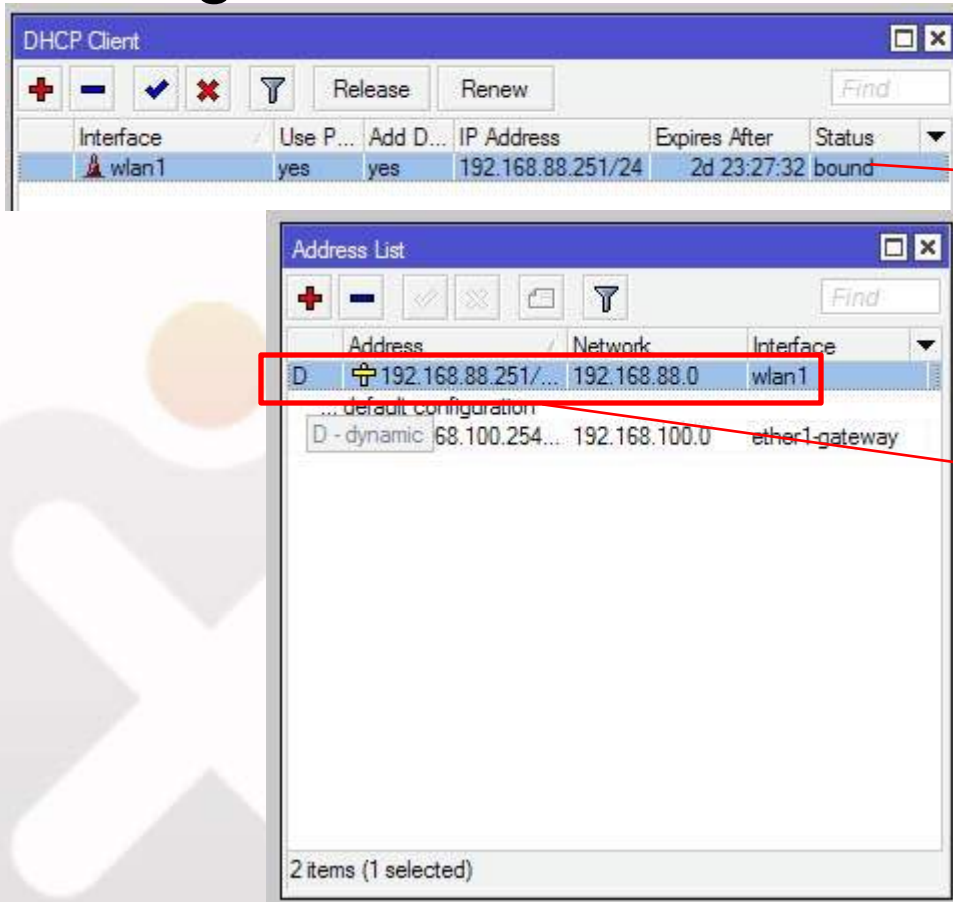 DHCP Client
Release Renew Find
Interface Use P... Add D... IP Address Expires After Status
wlan1 yes yes 192.168.88.251/24 2d 23:27:32 bound
Address List
Find
Address Network Interface
D 192.168.88.251/... 192.168.88.0 wlan1
... default configuration
D - dynamic 68.100.254... 192.168.100.0 ether1-gateway
2 items (1 selected)